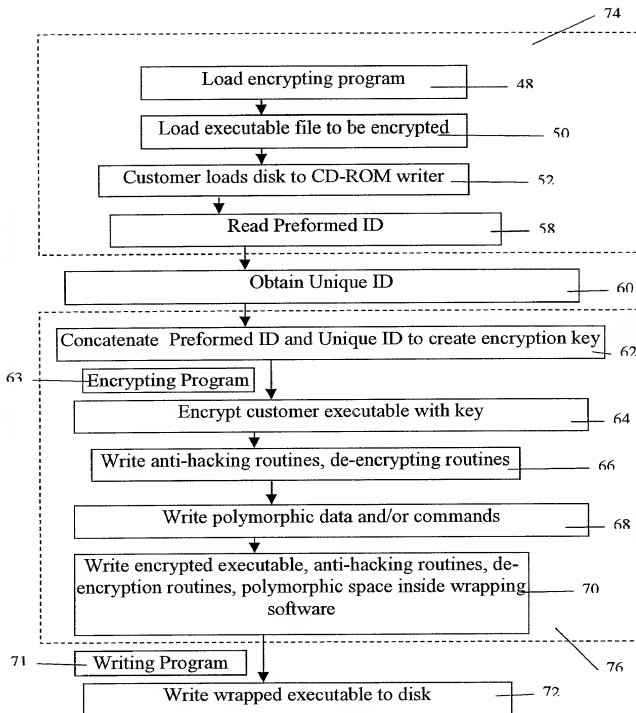 74
Load encrypting program
48
Load executable file to be encrypted
50
Customer loads disk to CD-ROM writer
52
Read Preformed ID
58
Obtain Unique ID
60
Concatenate Preformed ID and Unique ID to create encryption key
62
63
Encrypting Program
Encrypt customer executable with key
64
Write anti-hacking routines, de-encrypting routines
66
Write polymorphic data and/or commands
68
Write encrypted executable, anti-hacking routines, de-
encryption routines, polymorphic space inside wrapping
software
70
71
Writing Program
76
Write wrapped executable to disk
72